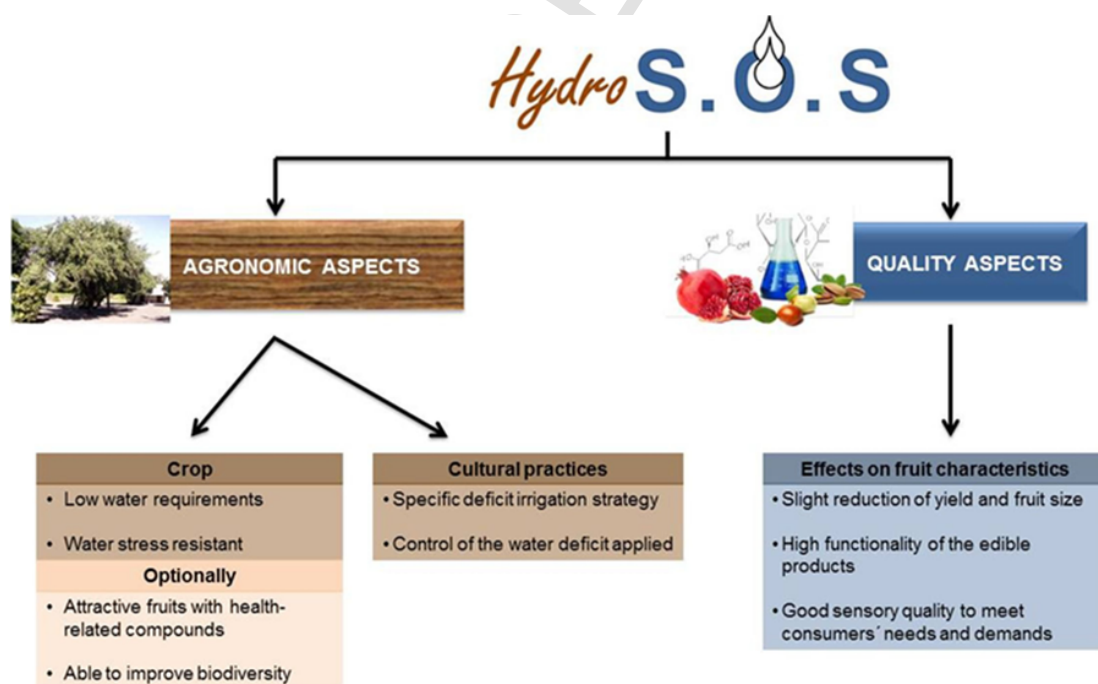 Hydro S.O.S
AGRONOMIC ASPECTS
QUALITY ASPECTS
Crop
• Low water requirements
• Water stress resistant
Optionally
• Attractive fruits with health-
related compounds
• Able to improve biodiversity
Cultural practices
• Specific deficit irrigation strategy
• Control of the water deficit applied
Effects on fruit characteristics
• Slight reduction of yield and fruit size
• High functionality of the edible
products
• Good sensory quality to meet
consumers´ needs and demands